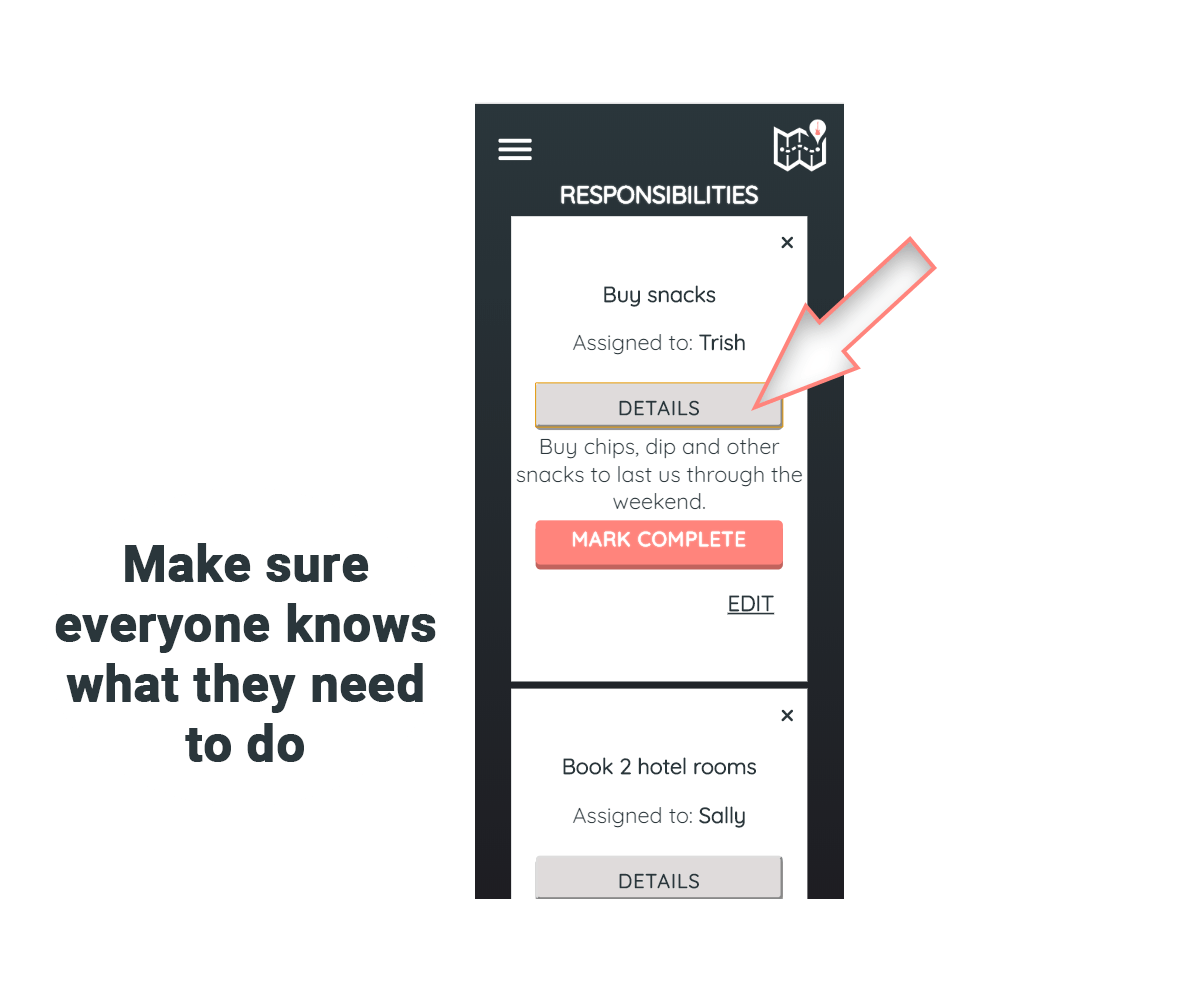 RESPONSIBILITIES
×
Buy snacks
Assigned to: Trish
DETAILS
Buy chips, dip and other
snacks to last us through the
weekend.
MARK COMPLETE
EDIT
Make sure
everyone knows
what they need
to do
×
Book 2 hotel rooms
Assigned to: Sally
DETAILS